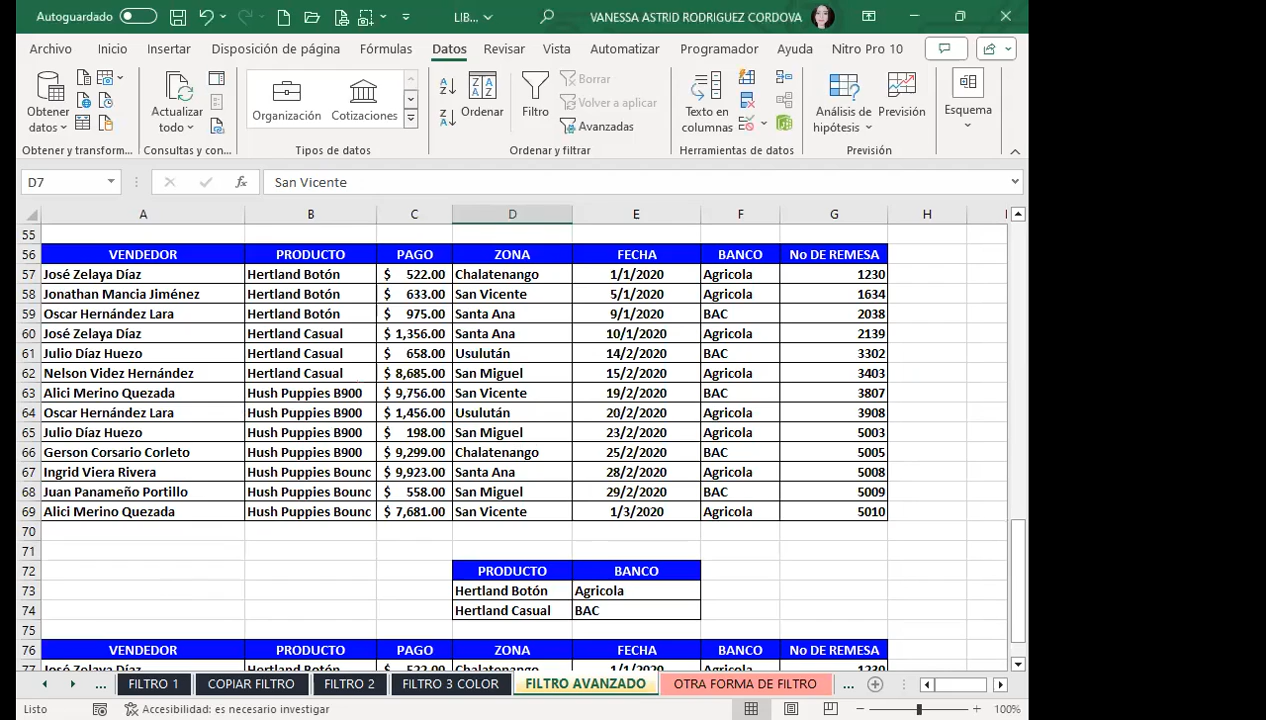 Autoguardado LIB... VANESSA ASTRID RODRIGUEZ CORDOVA
Archivo Inicio Insertar Disposición de página Fórmulas Datos Revisar Vista Automatizar Programador Ayuda Nitro Pro 10
Obtener datos Actualizar todo Organización Cotizaciones Ordenar Filtro Borrar Volver a aplicar Avanzadas Texto en columnas Análisis de hipótesis Previsión Esquema
Obtener y transform... Consultas y con... Tipos de datos Ordenar y filtrar Herramientas de datos Previsión
D7 fx San Vicente
A B C D E F G H I
55
56 VENDEDOR PRODUCTO PAGO ZONA FECHA BANCO No DE REMESA
57 José Zelaya Díaz Hertland Botón $ 522.00 Chalatenango 1/1/2020 Agricola 1230
58 Jonathan Mancia Jiménez Hertland Botón $ 633.00 San Vicente 5/1/2020 Agricola 1634
59 Oscar Hernández Lara Hertland Botón $ 975.00 Santa Ana 9/1/2020 BAC 2038
60 José Zelaya Díaz Hertland Casual $ 1,356.00 Santa Ana 10/1/2020 Agricola 2139
61 Julio Díaz Huezo Hertland Casual $ 658.00 Usulután 14/2/2020 BAC 3302
62 Nelson Videz Hernández Hertland Casual $ 8,685.00 San Miguel 15/2/2020 Agricola 3403
63 Alici Merino Quezada Hush Puppies B900 $ 9,756.00 San Vicente 19/2/2020 BAC 3807
64 Oscar Hernández Lara Hush Puppies B900 $ 1,456.00 Usulután 20/2/2020 Agricola 3908
65 Julio Díaz Huezo Hush Puppies B900 $ 198.00 San Miguel 23/2/2020 Agricola 5003
66 Gerson Corsario Corleto Hush Puppies B900 $ 9,299.00 Chalatenango 25/2/2020 BAC 5005
67 Ingrid Viera Rivera Hush Puppies Bounc $ 9,923.00 Santa Ana 28/2/2020 Agricola 5008
68 Juan Panameño Portillo Hush Puppies Bounc $ 558.00 San Miguel 29/2/2020 BAC 5009
69 Alici Merino Quezada Hush Puppies Bounc $ 7,681.00 San Vicente 1/3/2020 Agricola 5010
70
71
72 PRODUCTO BANCO
73 Hertland Botón Agricola
74 Hertland Casual BAC
75
76 VENDEDOR PRODUCTO PAGO ZONA FECHA BANCO No DE REMESA
77 José Zelaya Díaz Hertland Botón $ 522.00 Chalatenango 1/1/2020 Agricola 1230
... FILTRO 1 COPIAR FILTRO FILTRO 2 FILTRO 3 COLOR FILTRO AVANZADO OTRA FORMA DE FILTRO ...
Listo Accesibilidad: es necesario investigar 100%